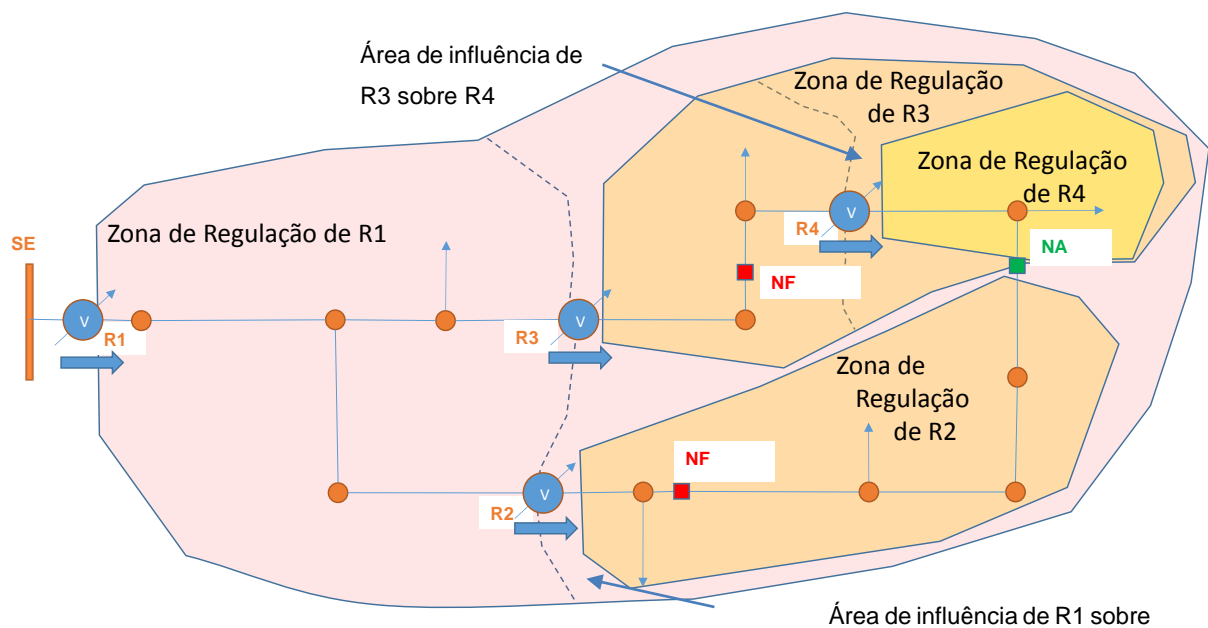 Área de influência de
R3 sobre R4
Zona de Regulação
de R3
Zona de Regulação
de R4
Zona de Regulação de R1
SE
V
R1
V
R3
V
R4
NF
NA
Zona de
Regulação
de R2
NF
V
R2
Área de influência de R1 sobre